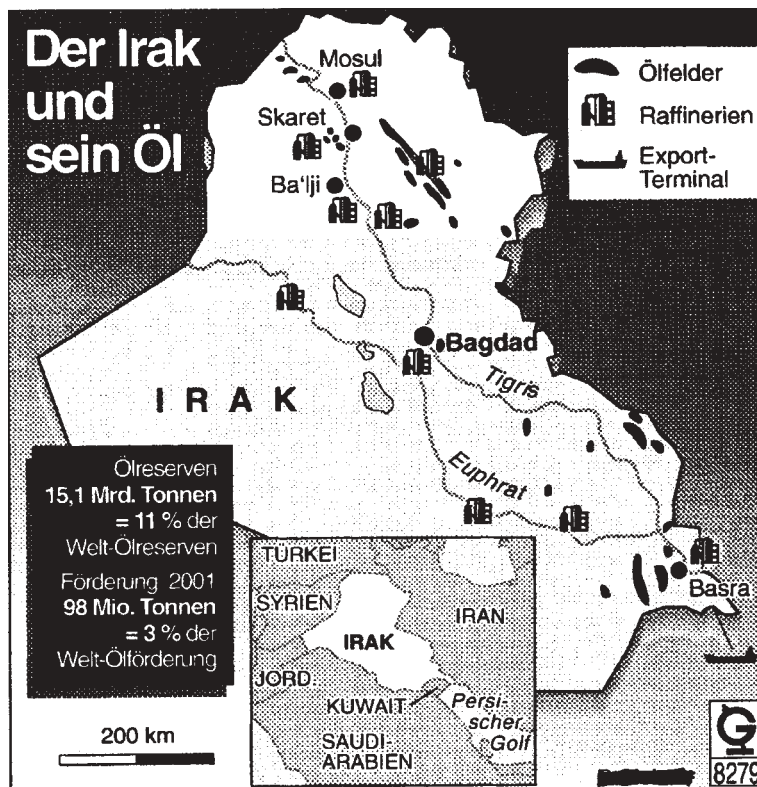 Der Irak
und
sein Öl
Ölfelder
Raffinerien
Export-
Terminal
Mosul
Skaret
Ba'lji
Bagdad
Tigris
IRAK
Euphrat
Basra
Ölreserven
15,1 Mrd. Tonnen
= 11 % der
Welt-Ölreserven
Förderung 2001
98 Mio. Tonnen
= 3 % der
Welt-Ölförderung
200 km
TÜRKEI
SYRIEN
IRAN
IRAK
JORD.
KUWAIT
Persi-
scher
Golf
SAUDI-
ARABIEN
G
8279